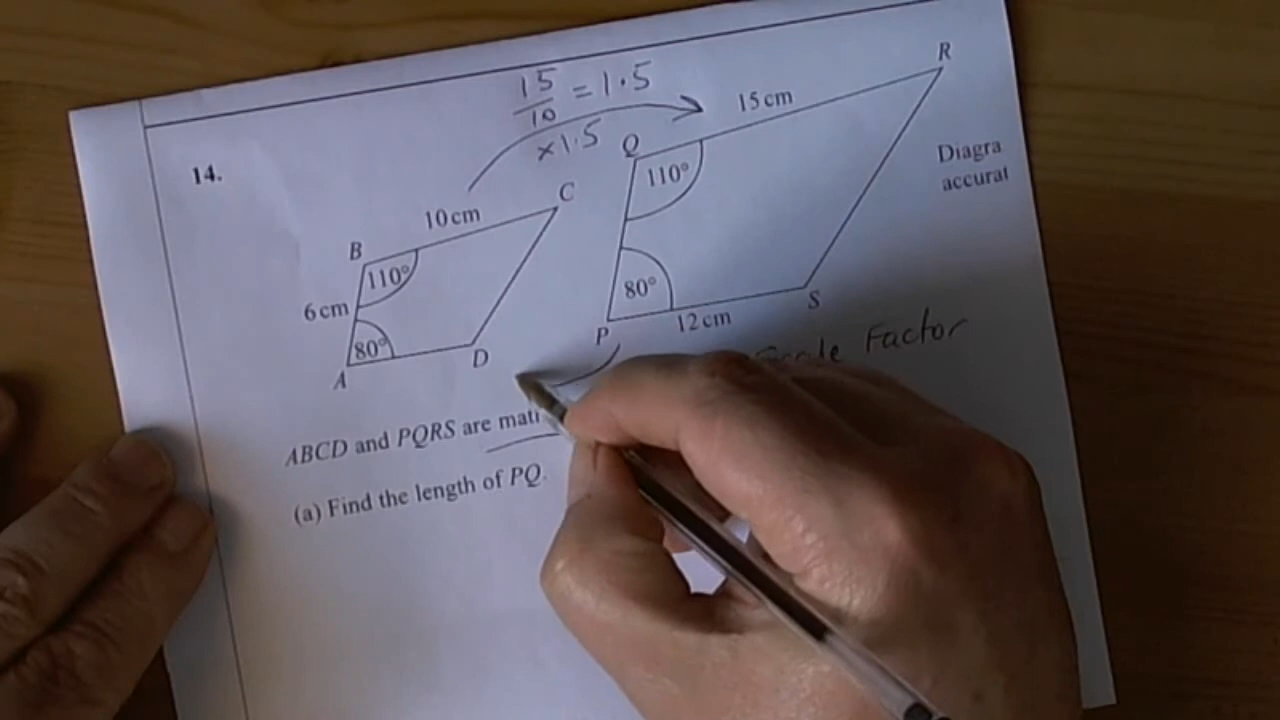 15/10 = 1.5
×1.5
14.
R
15 cm
Q
110°
Diagra
accurat
C
10 cm
B
110°
6 cm
80°
A
D
80°
P
12 cm
S
Factor
ABCD and PQRS are
(a) Find the length of PQ.